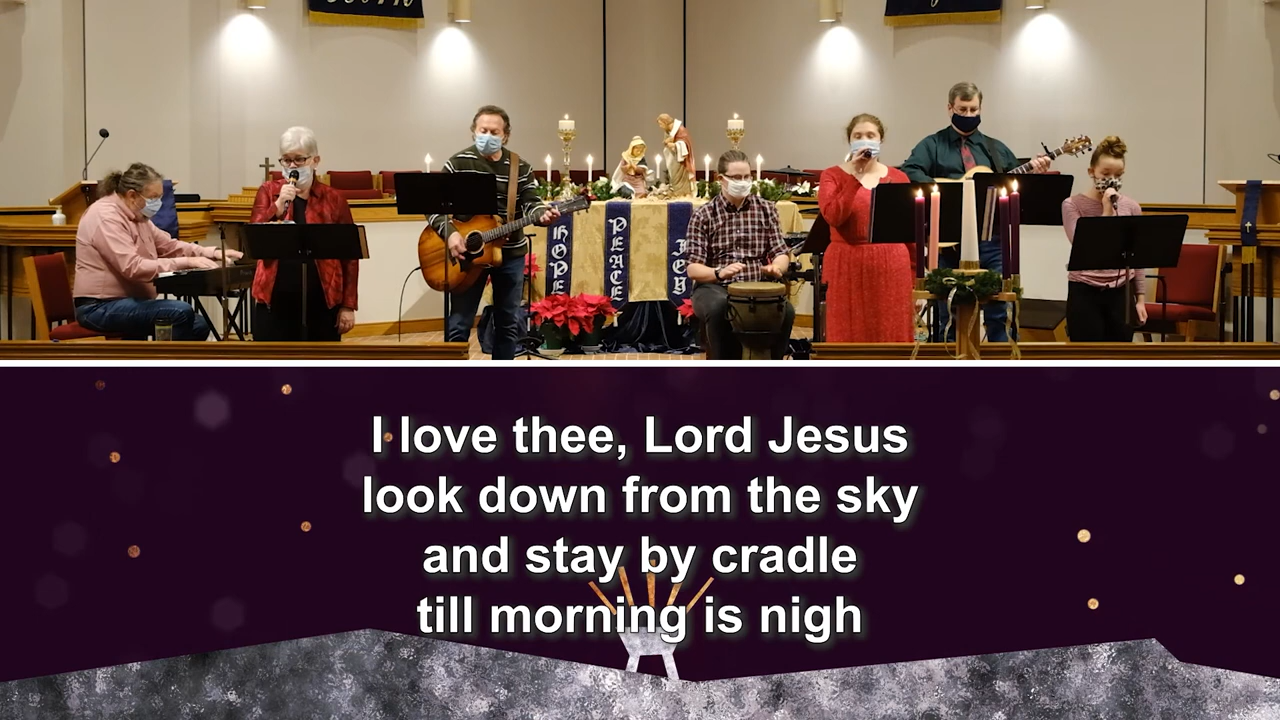 HOPE
PEACE
JOY
I love thee, Lord Jesus
look down from the sky
and stay by cradle
till morning is nigh